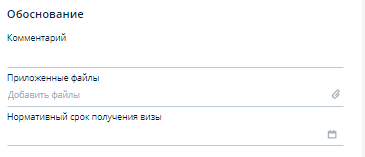 Обоснование
Комментарий
Приложенные файлы
Добавить файлы
Нормативный срок получения визы